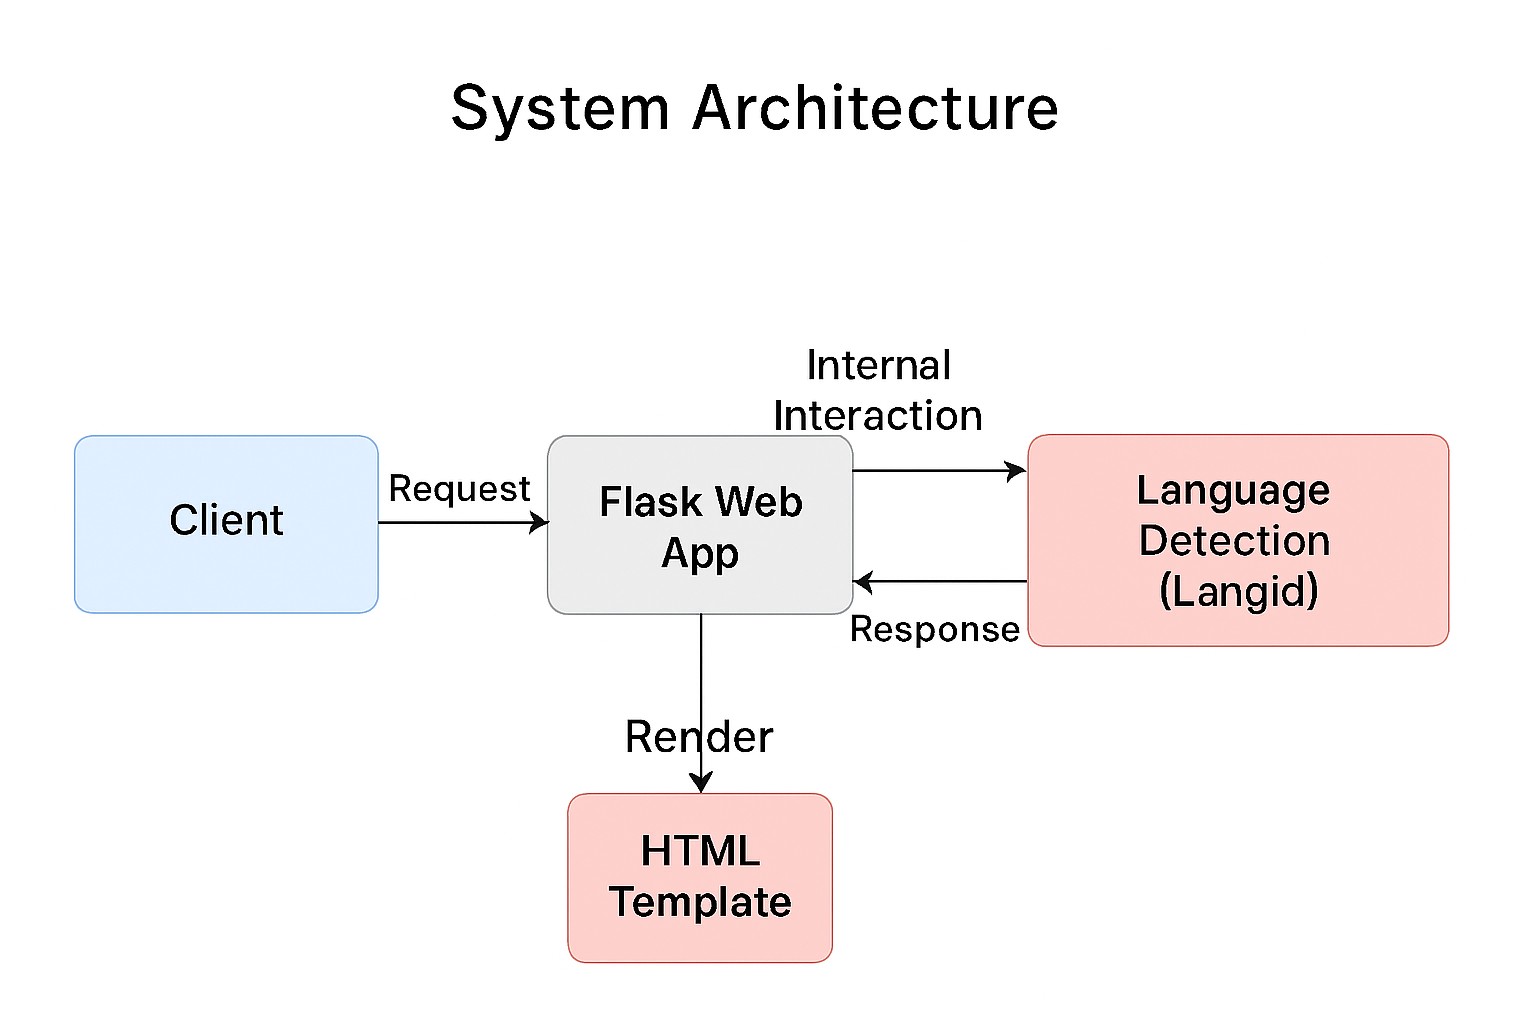 System Architecture
Internal
Interaction
Client
Request
Flask Web
App
Language
Detection
(Langid)
Response
Render
HTML
Template